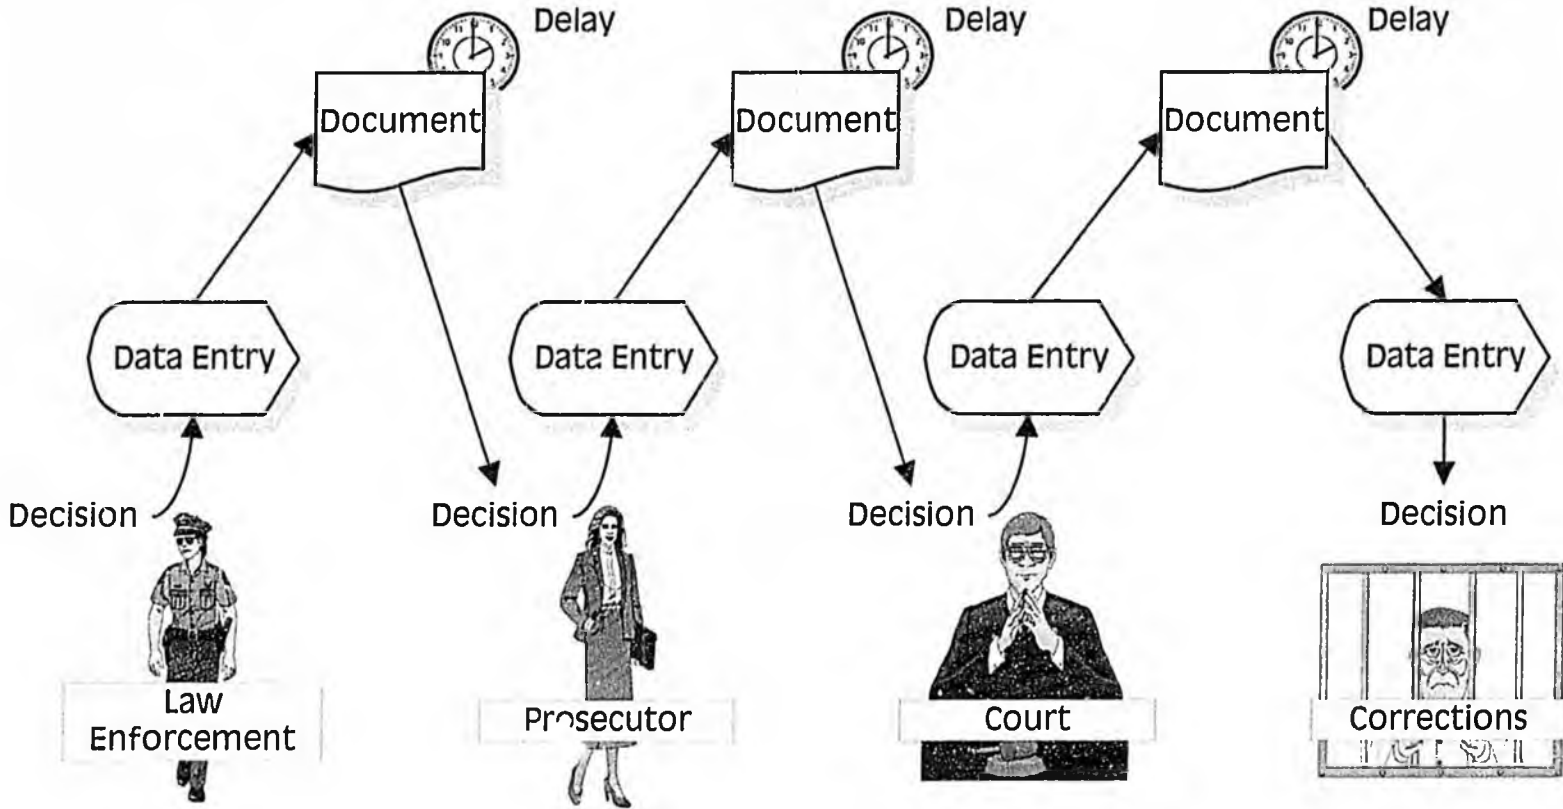 Delay
Delay
Delay
Document
Document
Document
Data Entry
Data Entry
Data Entry
Data Entry
Decision
Decision
Decision
Decision
Law
Enforcement
Prosecutor
Court
Corrections